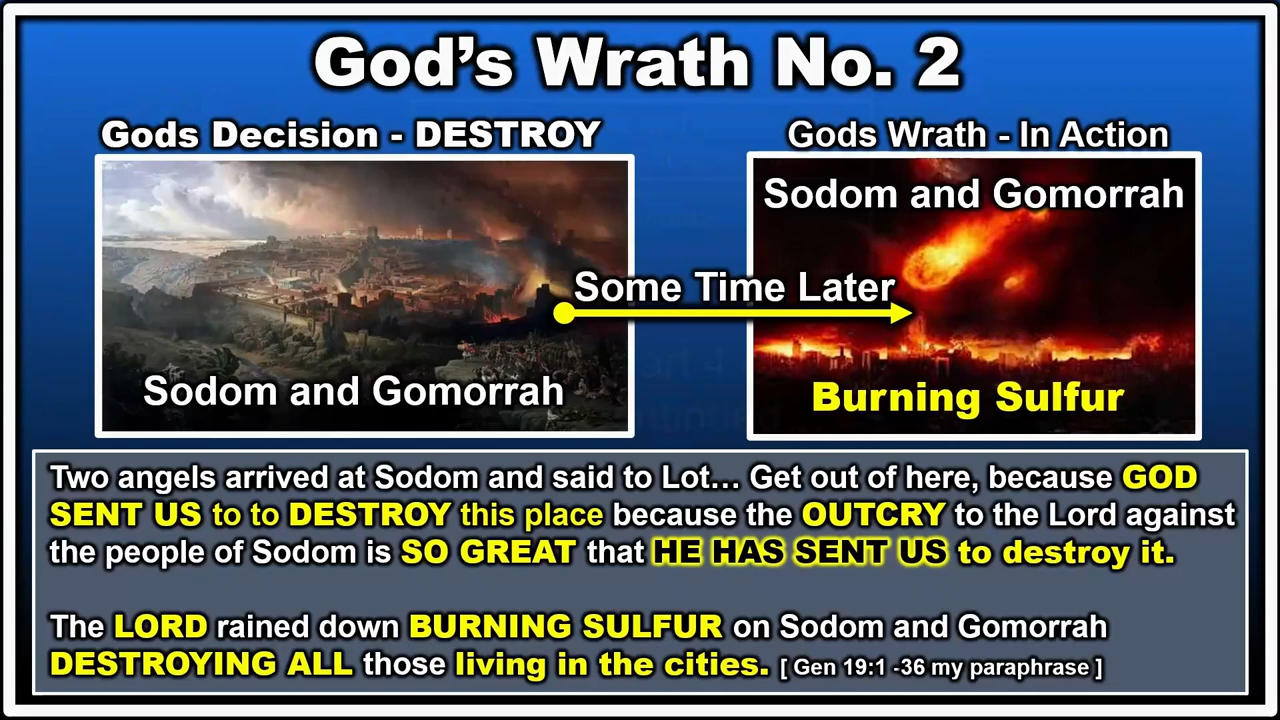 God's Wrath No. 2
Gods Decision - DESTROY
Gods Wrath - In Action
Sodom and Gomorrah
Some Time Later
Sodom and Gomorrah
Burning Sulfur
Two angels arrived at Sodom and said to Lot... Get out of here, because GOD
SENT US to to DESTROY this place because the OUTCRY to the Lord against
the people of Sodom is SO GREAT that HE HAS SENT US to destroy it.
The LORD rained down BURNING SULFUR on Sodom and Gomorrah
DESTROYING ALL those living in the cities. [ Gen 19:1 -36 my paraphrase ]